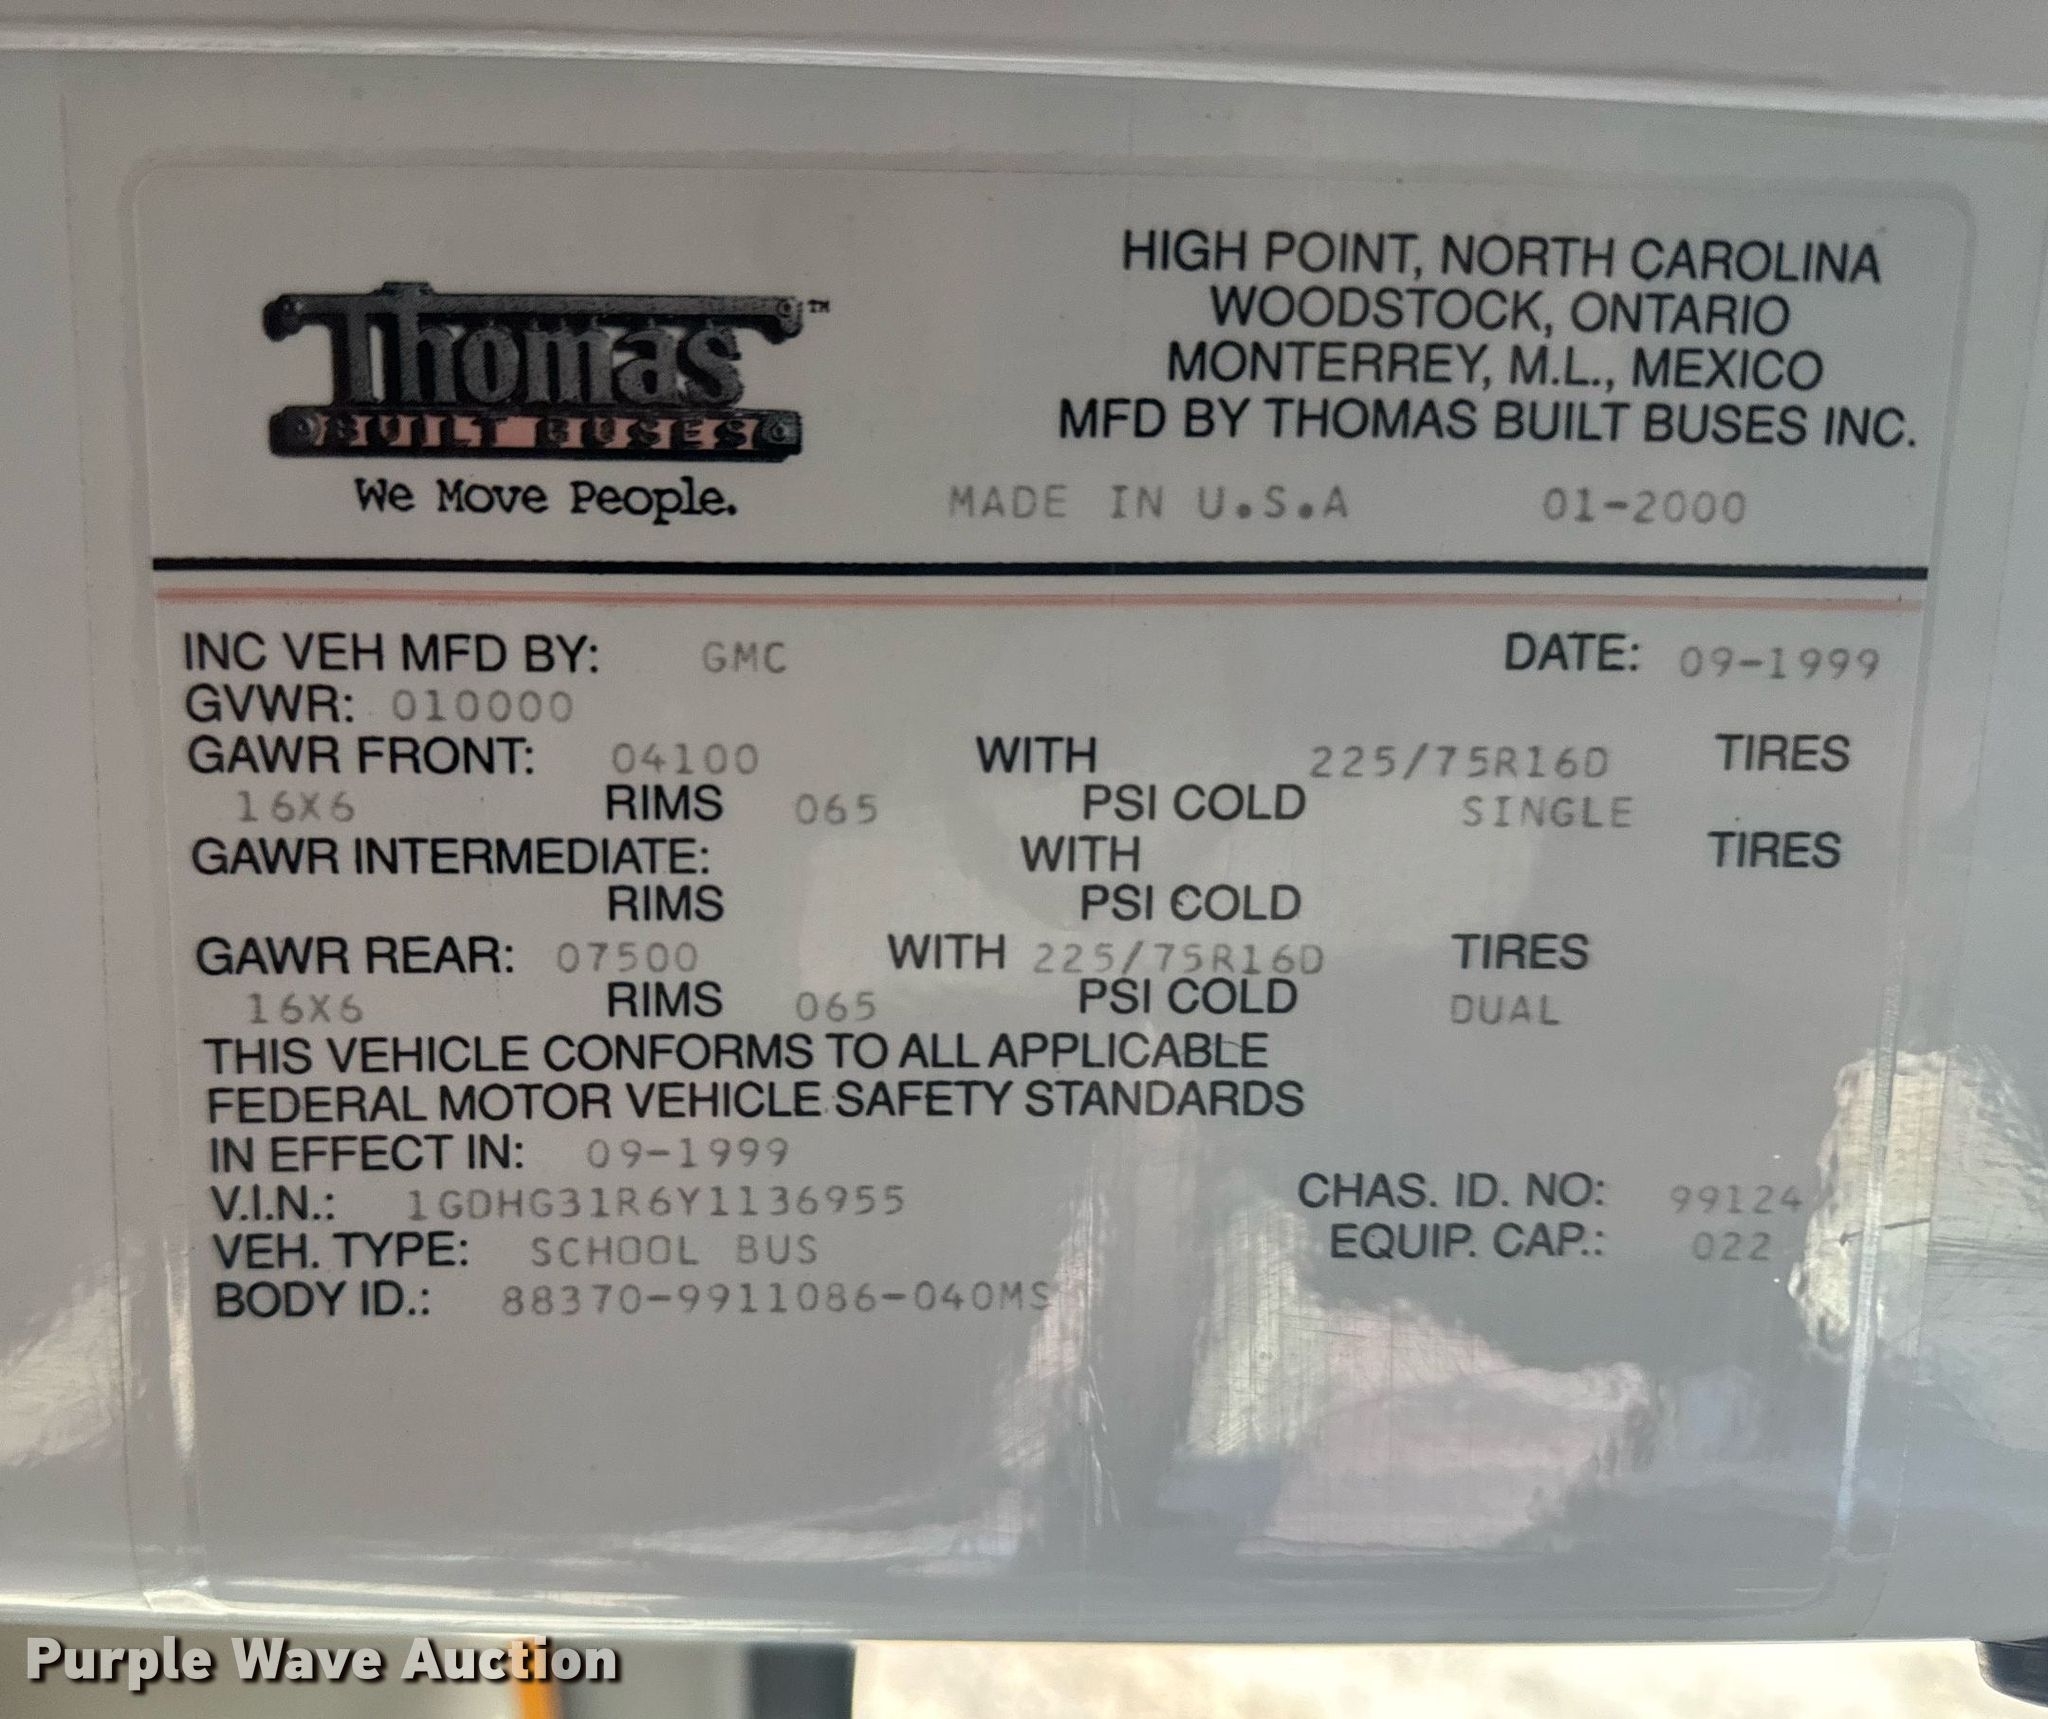 HIGH POINT, NORTH CAROLINA
WOODSTOCK, ONTARIO
MONTERREY, M.L., MEXICO
MFD BY THOMAS BUILT BUSES INC.
Thomas TM
BUILT BUSES
We Move People.
MADE IN U.S.A 01-2000
INC VEH MFD BY: GMC DATE: 09-1999
GVWR: 010000
GAWR FRONT: 04100 WITH 225/75R16D TIRES
16X6 RIMS 065 PSI COLD SINGLE
GAWR INTERMEDIATE: WITH TIRES
RIMS PSI COLD
GAWR REAR: 07500 WITH 225/75R16D TIRES
16X6 RIMS 065 PSI COLD DUAL
THIS VEHICLE CONFORMS TO ALL APPLICABLE
FEDERAL MOTOR VEHICLE SAFETY STANDARDS
IN EFFECT IN: 09-1999
V.I.N.: 1GDHG31R6Y1136955 CHAS. ID. NO: 99124
VEH. TYPE: SCHOOL BUS EQUIP. CAP.: 022
BODY ID.: 88370-9911086-040MS
Purple Wave Auction